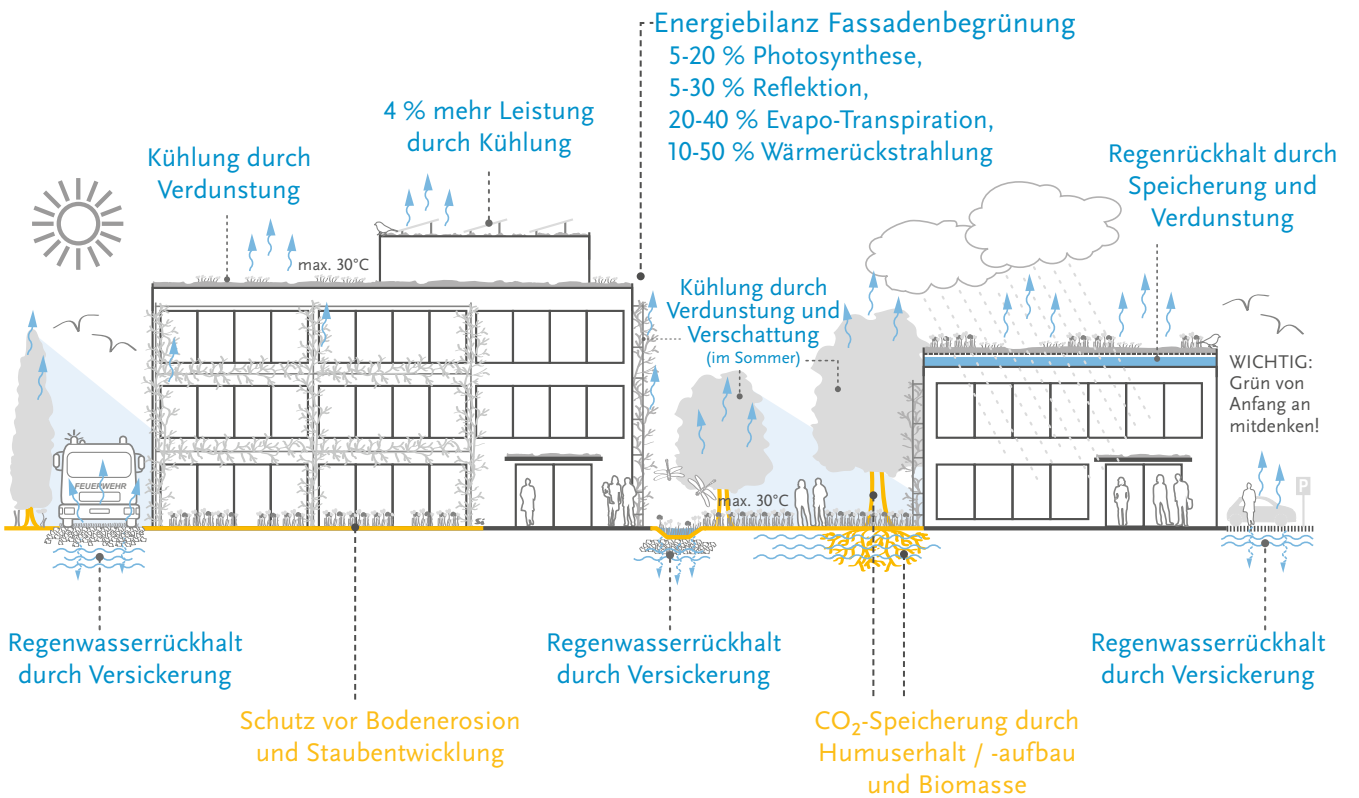 Energiebilanz Fassadenbegrünung
5-20 % Photosynthese,
5-30 % Reflektion,
20-40 % Evapo-Transpiration,
10-50 % Wärmerückstrahlung
4 % mehr Leistung
durch Kühlung
Kühlung durch
Verdunstung
Regenrückhalt durch
Speicherung und
Verdunstung
max. 30°C
Kühlung durch
Verdunstung und
Verschattung
(im Sommer)
WICHTIG:
Grün von
Anfang an
mitdenken!
FEUERWEHR
max. 30°C
P
Regenwasserrückhalt
durch Versickerung
Regenwasserrückhalt
durch Versickerung
Regenwasserrückhalt
durch Versickerung
Schutz vor Bodenerosion
und Staubentwicklung
CO₂-Speicherung durch
Humuserhalt / -aufbau
und Biomasse